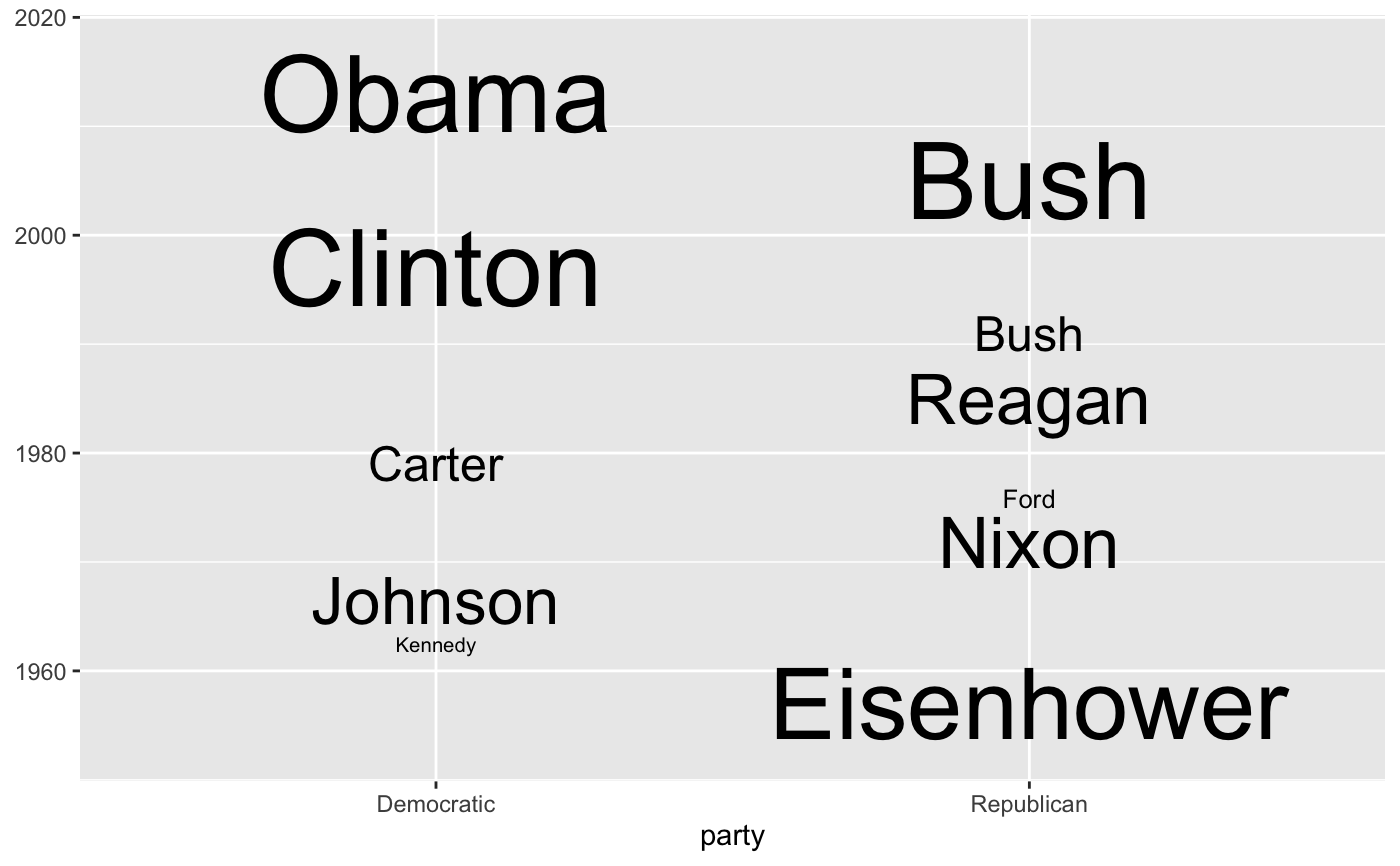 2020
Obama
Bush
2000
Clinton
Bush
Reagan
1980
Carter
Ford
Nixon
Johnson
Kennedy
1960
Eisenhower
Democratic
Republican
party